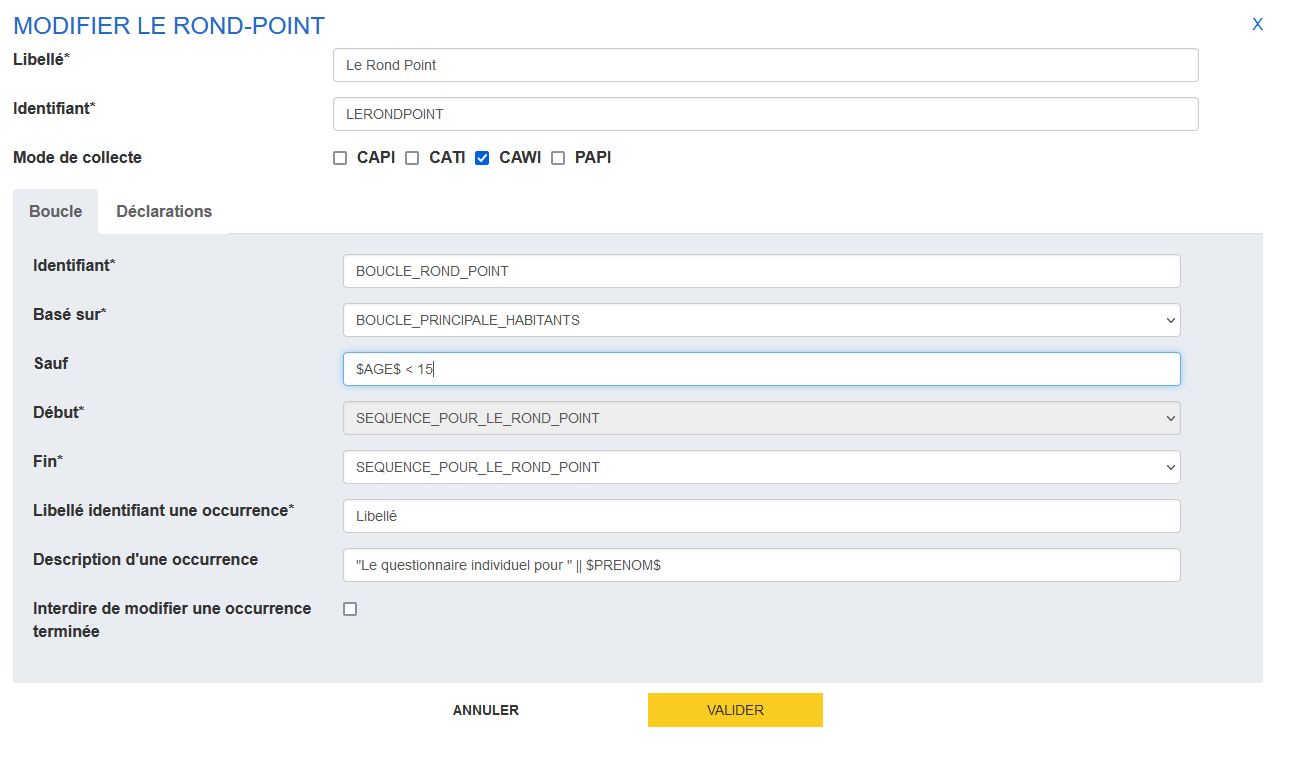 MODIFIER LE ROND-POINT
X
Libellé*
Le Rond Point
Identifiant*
LERONDPOINT
Mode de collecte
CAPI CATI CAWI PAPI
Boucle Déclarations
Identifiant*
BOUCLE_ROND_POINT
Basé sur*
BOUCLE_PRINCIPALE_HABITANTS
Sauf
$AGE$ < 15
Début*
SEQUENCE_POUR_LE_ROND_POINT
Fin*
SEQUENCE_POUR_LE_ROND_POINT
Libellé identifiant une occurrence*
Libellé
Description d'une occurrence
"Le questionnaire individuel pour " || $PRENOM$
Interdire de modifier une occurrence
terminée
ANNULER
VALIDER